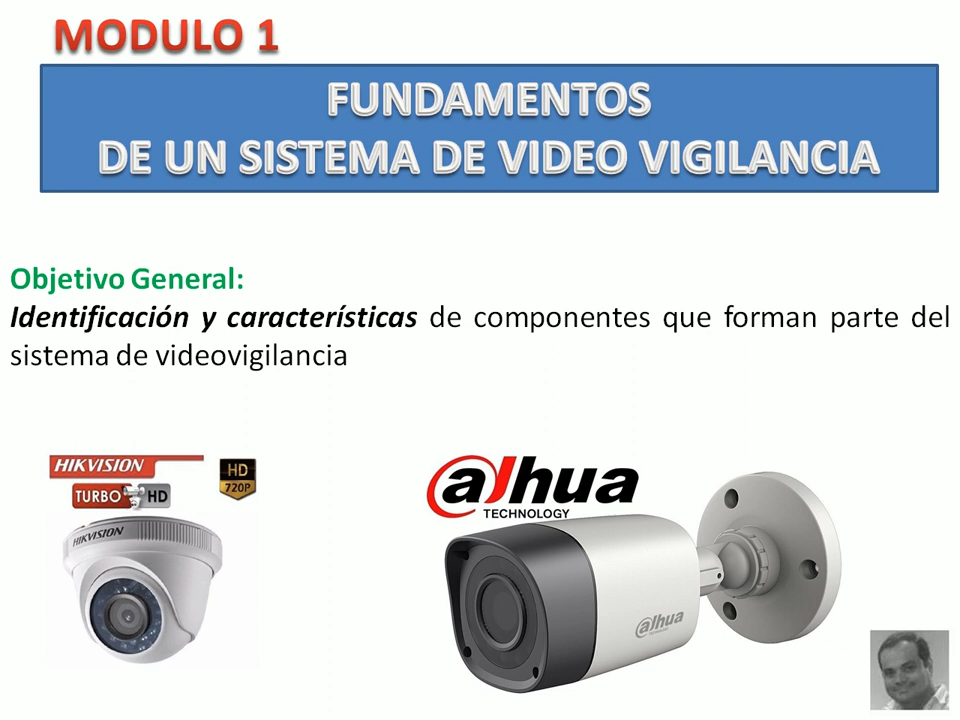 MODULO 1
FUNDAMENTOS
DE UN SISTEMA DE VIDEO VIGILANCIA
Objetivo General:
Identificación y características de componentes que forman parte del
sistema de videovigilancia
HIKVISION
TURBO HD
HD
720P
HIKVISION
alhua
TECHNOLOGY
alhua
TECHNOLOGY